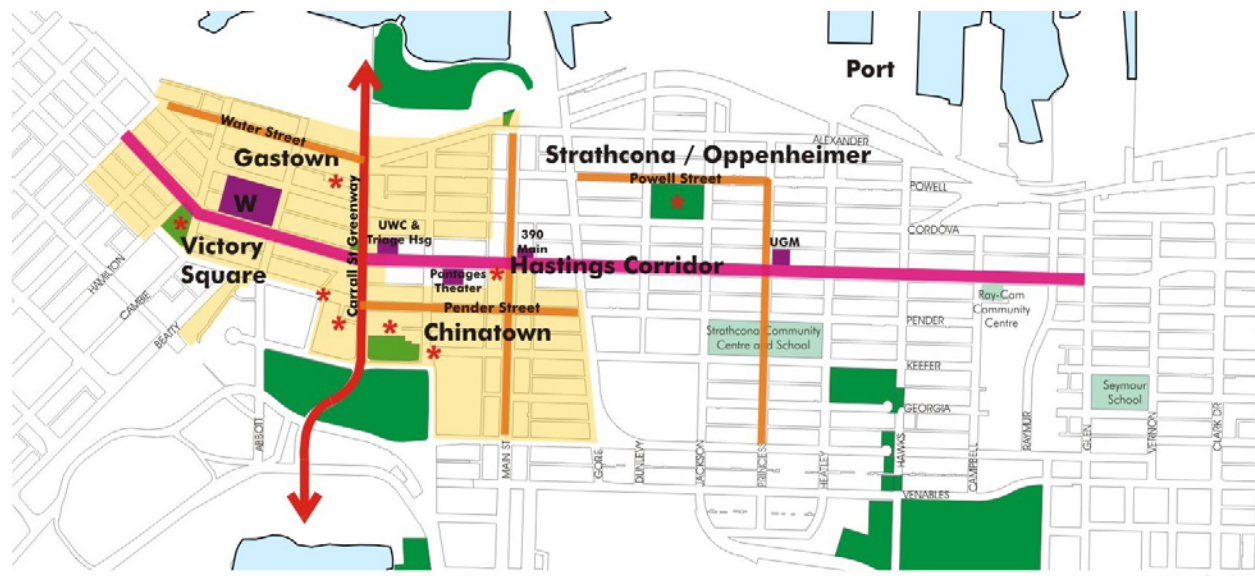 Port
Water Street
Gastown
ALEXANDER
Strathcona / Oppenheimer
Powell Street
POWELL
W
Carrall St Greenway
UWC &
Triage Hsg
390
Main
UGM
CORDOVA
Victory
Square
Pantages
Theater
Hastings Corridor
HAMILTON
CAMBIE
BEATTY
Pender Street
Chinatown
Ray-Cam
Community
Centre
PENDER
Strathcona Community
Centre and School
KEEFER
Seymour
School
GEORGIA
ABBOTT
MAIN ST
GORE
DUNLEVY
JACKSON
PRINCESS
HEATLEY
HAWKS
CAMPBELL
RAYMUR
GLEN
VERNON
CLARK DR
VENABLES